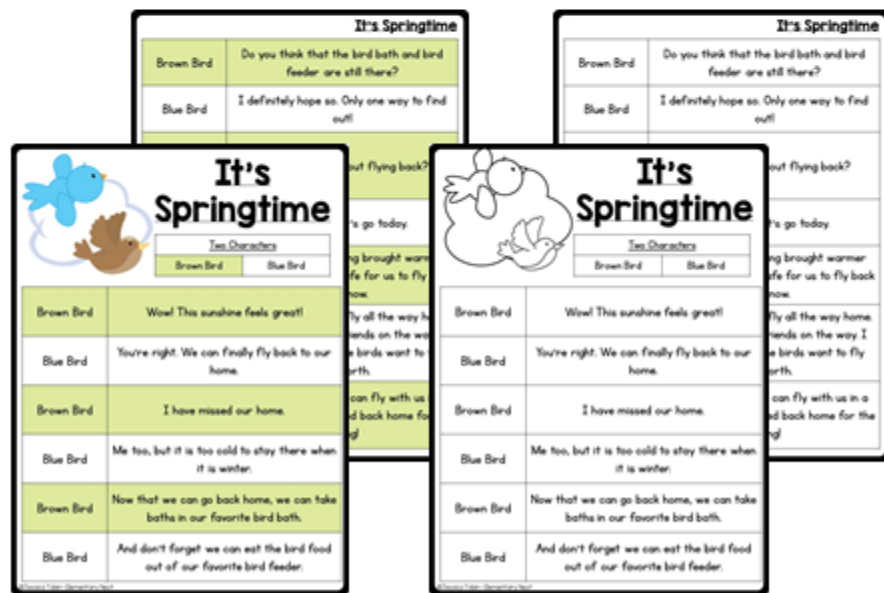 It's Springtime
Brown Bird
Do you think that the bird bath and bird
feeder are still there?
Blue Bird
I definitely hope so. Only one way to find
out!
out flying back?
go today.
brought warmer
for us to fly
now.
fly all the way
on the way
birds want to
can fly with us
back home for
It's Springtime
Brown Bird
Do you think that the bird bath and bird
feeder are still there?
Blue Bird
I definitely hope so. Only one way to find
out!
out flying back?
go today.
brought warmer
for us to fly back
now.
fly all the way home.
on the way. I
birds want to fly
can fly with us in a
back home for the
It's
Springtime
Two Characters
Brown Bird
Blue Bird
Brown Bird
Wow! This sunshine feels great!
Blue Bird
You're right. We can finally fly back to our
home.
Brown Bird
I have missed our home.
Blue Bird
Me too, but it is too cold to stay there when
it is winter.
Brown Bird
Now that we can go back home, we can take
baths in our favorite bird bath.
Blue Bird
And don't forget we can eat the bird food
out of our favorite bird feeder.
It's
Springtime
Two Characters
Brown Bird
Blue Bird
Brown Bird
Wow! This sunshine feels great!
Blue Bird
You're right. We can finally fly back to our
home.
Brown Bird
I have missed our home.
Blue Bird
Me too, but it is too cold to stay there when
it is winter.
Brown Bird
Now that we can go back home, we can take
baths in our favorite bird bath.
Blue Bird
And don't forget we can eat the bird food
out of our favorite bird feeder.